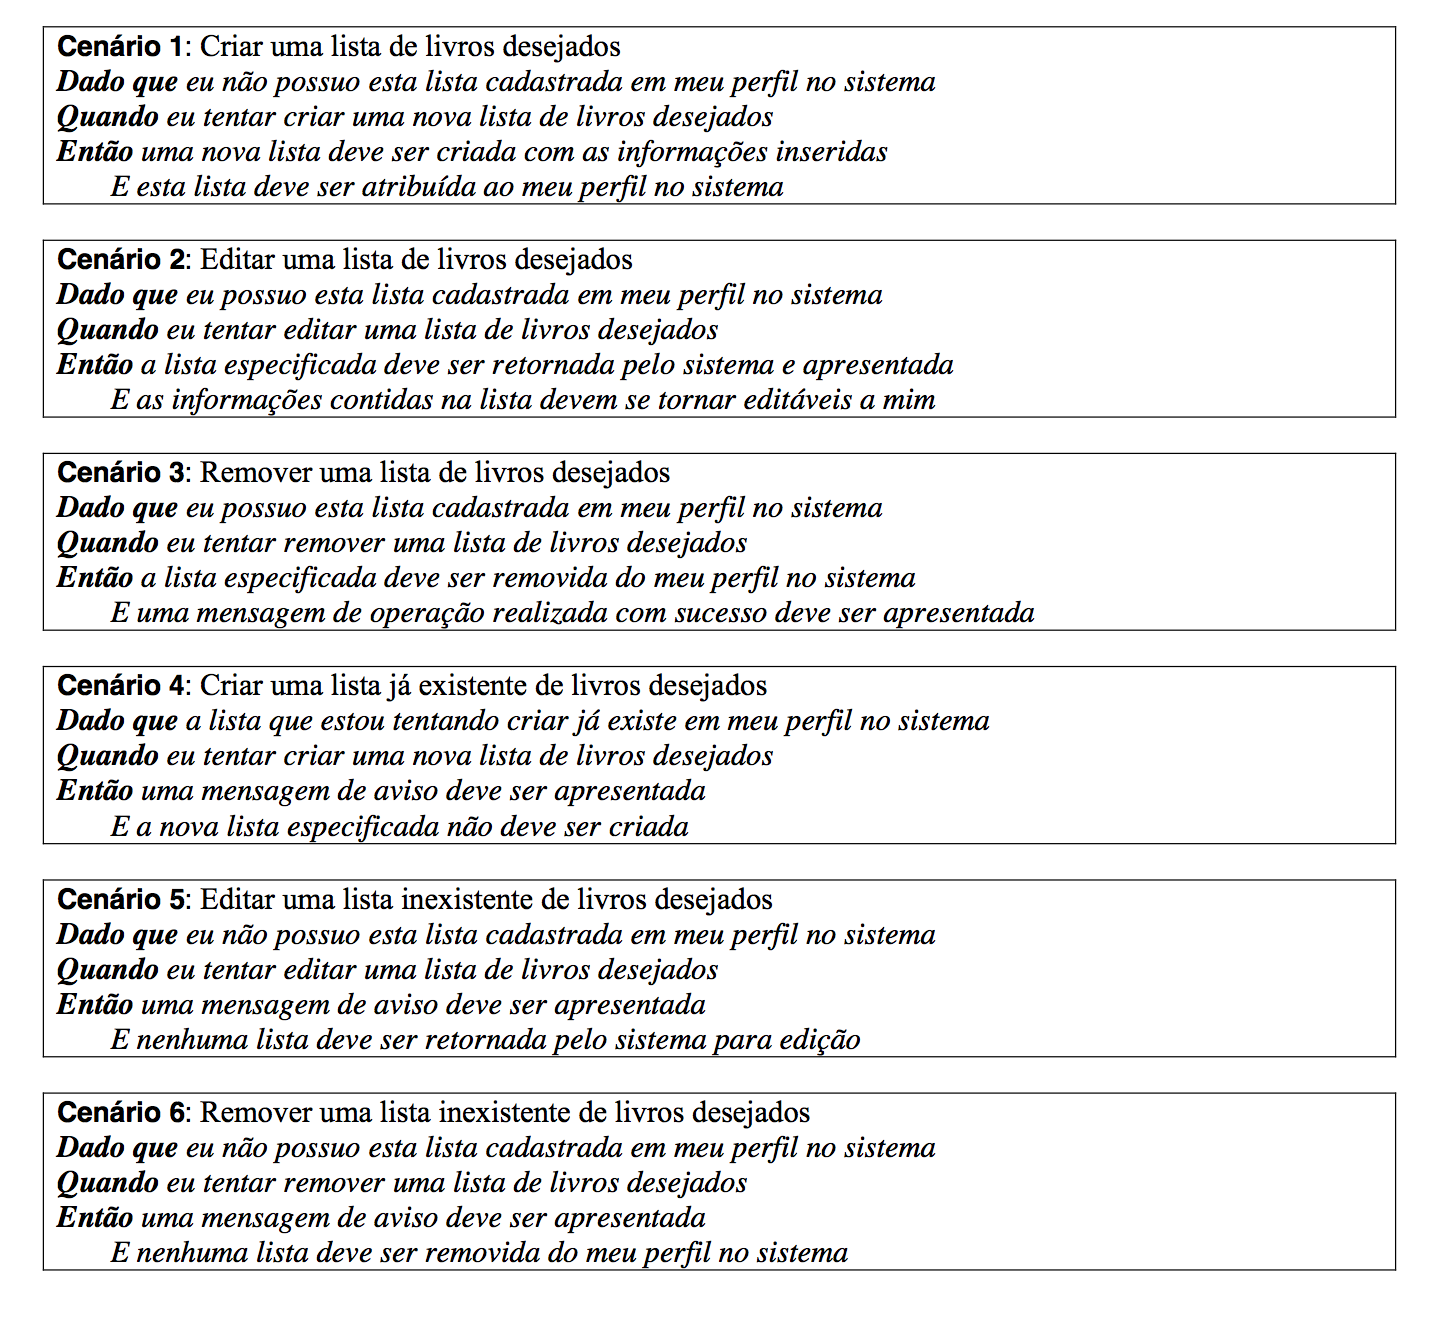 Cenário 1: Criar uma lista de livros desejados
Dado que eu não possuo esta lista cadastrada em meu perfil no sistema
Quando eu tentar criar uma nova lista de livros desejados
Então uma nova lista deve ser criada com as informações inseridas
E esta lista deve ser atribuída ao meu perfil no sistema
Cenário 2: Editar uma lista de livros desejados
Dado que eu possuo esta lista cadastrada em meu perfil no sistema
Quando eu tentar editar uma lista de livros desejados
Então a lista especificada deve ser retornada pelo sistema e apresentada
E as informações contidas na lista devem se tornar editáveis a mim
Cenário 3: Remover uma lista de livros desejados
Dado que eu possuo esta lista cadastrada em meu perfil no sistema
Quando eu tentar remover uma lista de livros desejados
Então a lista especificada deve ser removida do meu perfil no sistema
E uma mensagem de operação realizada com sucesso deve ser apresentada
Cenário 4: Criar uma lista já existente de livros desejados
Dado que a lista que estou tentando criar já existe em meu perfil no sistema
Quando eu tentar criar uma nova lista de livros desejados
Então uma mensagem de aviso deve ser apresentada
E a nova lista especificada não deve ser criada
Cenário 5: Editar uma lista inexistente de livros desejados
Dado que eu não possuo esta lista cadastrada em meu perfil no sistema
Quando eu tentar editar uma lista de livros desejados
Então uma mensagem de aviso deve ser apresentada
E nenhuma lista deve ser retornada pelo sistema para edição
Cenário 6: Remover uma lista inexistente de livros desejados
Dado que eu não possuo esta lista cadastrada em meu perfil no sistema
Quando eu tentar remover uma lista de livros desejados
Então uma mensagem de aviso deve ser apresentada
E nenhuma lista deve ser removida do meu perfil no sistema